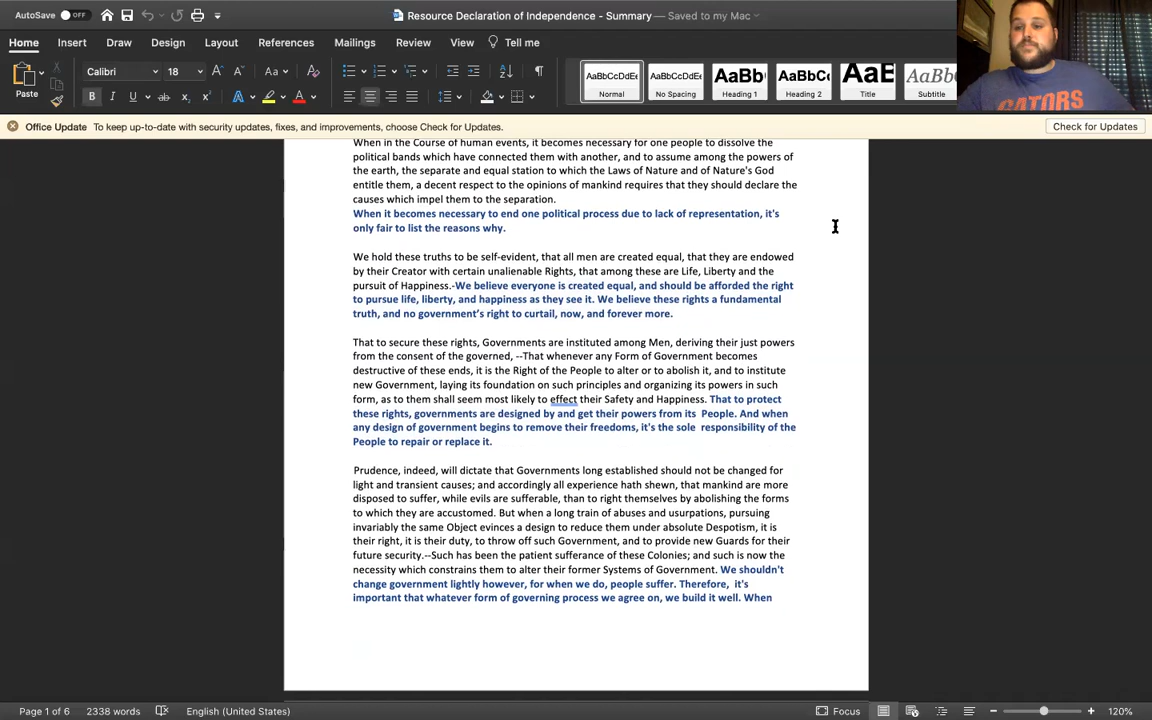 AutoSave OFF Resource Declaration of Independence - Summary — Saved to my Mac
Home Insert Draw Design Layout References Mailings Review View Tell me
Paste Calibri 18 A A Aa A AaBbCcDdEe AaBbCcDdEe AaBb( AaBbCc AaE AaBb
B I U ab X₂ X² A A Normal No Spacing Heading 1 Heading 2 Title Subtitle
GATORS
Office Update To keep up-to-date with security updates, fixes, and improvements, choose Check for Updates. Check for Updates
When in the Course of human events, it becomes necessary for one people to dissolve the
political bands which have connected them with another, and to assume among the powers of
the earth, the separate and equal station to which the Laws of Nature and of Nature's God
entitle them, a decent respect to the opinions of mankind requires that they should declare the
causes which impel them to the separation.
When it becomes necessary to end one political process due to lack of representation, it's
only fair to list the reasons why.
We hold these truths to be self-evident, that all men are created equal, that they are endowed
by their Creator with certain unalienable Rights, that among these are Life, Liberty and the
pursuit of Happiness.-We believe everyone is created equal, and should be afforded the right
to pursue life, liberty, and happiness as they see it. We believe these rights a fundamental
truth, and no government's right to curtail, now, and forever more.
That to secure these rights, Governments are instituted among Men, deriving their just powers
from the consent of the governed, --That whenever any Form of Government becomes
destructive of these ends, it is the Right of the People to alter or to abolish it, and to institute
new Government, laying its foundation on such principles and organizing its powers in such
form, as to them shall seem most likely to effect their Safety and Happiness. That to protect
these rights, governments are designed by and get their powers from its People. And when
any design of government begins to remove their freedoms, it's the sole responsibility of the
People to repair or replace it.
Prudence, indeed, will dictate that Governments long established should not be changed for
light and transient causes; and accordingly all experience hath shewn, that mankind are more
disposed to suffer, while evils are sufferable, than to right themselves by abolishing the forms
to which they are accustomed. But when a long train of abuses and usurpations, pursuing
invariably the same Object evinces a design to reduce them under absolute Despotism, it is
their right, it is their duty, to throw off such Government, and to provide new Guards for their
future security.--Such has been the patient sufferance of these Colonies; and such is now the
necessity which constrains them to alter their former Systems of Government. We shouldn't
change government lightly however, for when we do, people suffer. Therefore, it's
important that whatever form of governing process we agree on, we build it well. When
Page 1 of 6 2338 words English (United States) Focus 120%